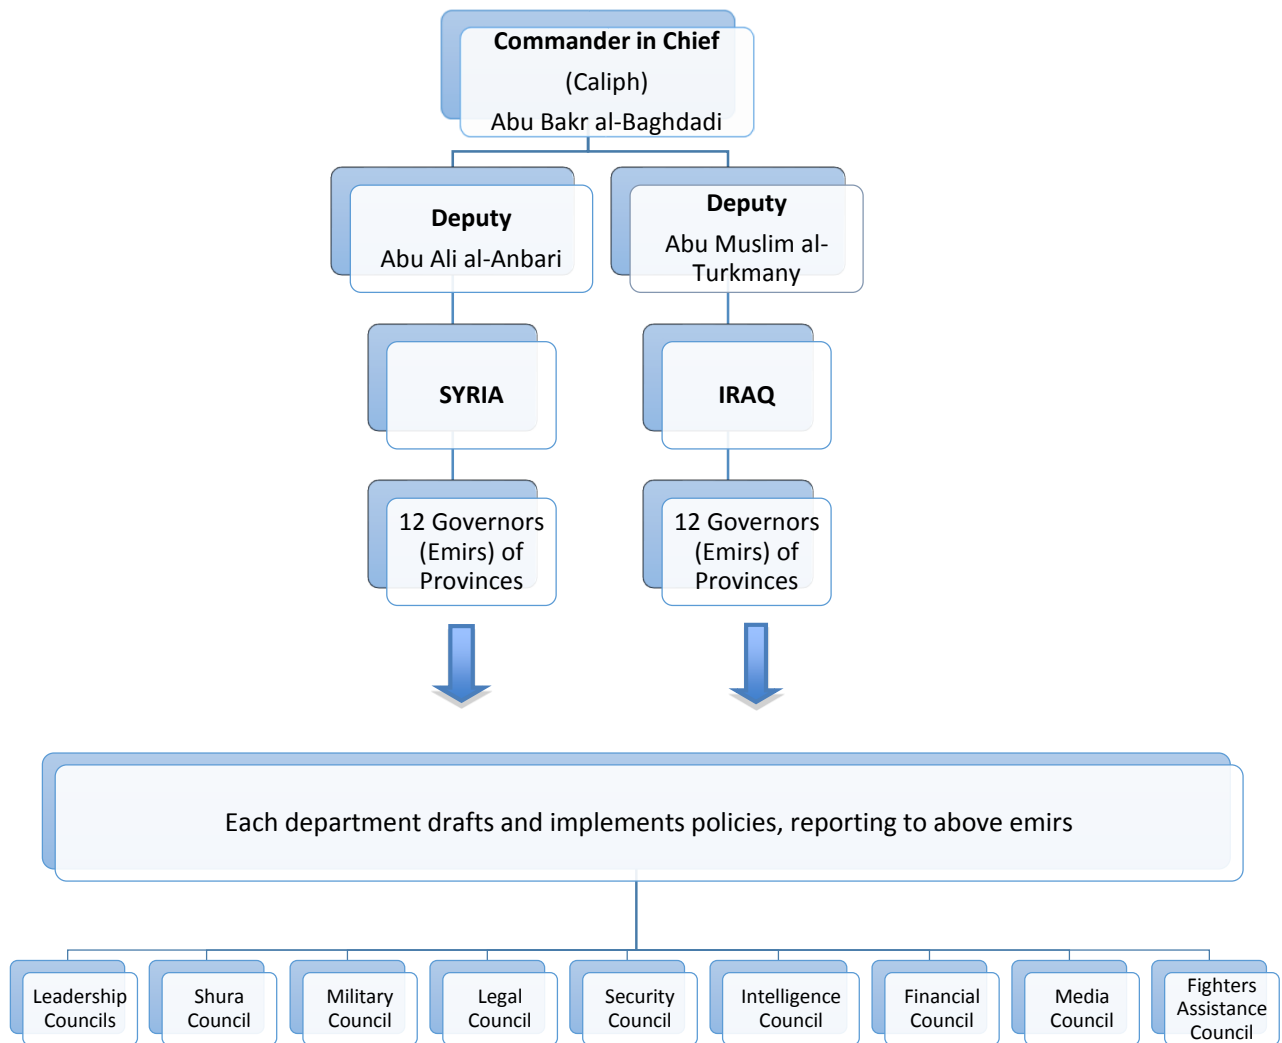 Commander in Chief
(Caliph)
Abu Bakr al-Baghdadi
Deputy
Abu Ali al-Anbari
Deputy
Abu Muslim al-
Turkmany
SYRIA
IRAQ
12 Governors
(Emirs) of
Provinces
12 Governors
(Emirs) of
Provinces
Each department drafts and implements policies, reporting to above emirs
Leadership
Councils
Shura
Council
Military
Council
Legal
Council
Security
Council
Intelligence
Council
Financial
Council
Media
Council
Fighters
Assistance
Council